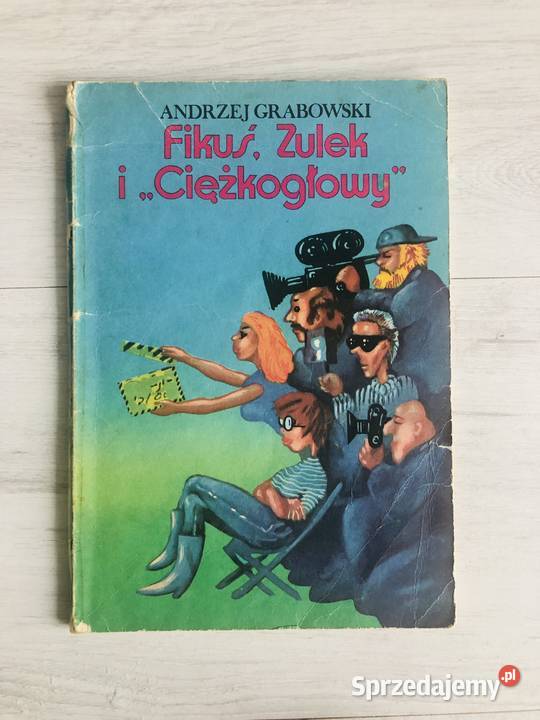 ANDRZEJ GRABOWSKI
Fikuś, Zulek
i „Ciężkogłowy”
Sprzedajemy.pl